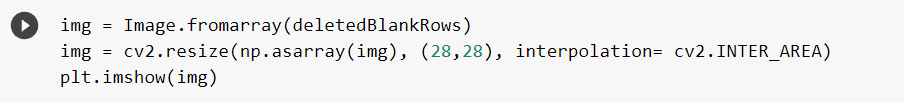 img = Image.fromarray(deletedBlankRows)
img = cv2.resize(np.asarray(img), (28,28), interpolation= cv2.INTER_AREA)
plt.imshow(img)